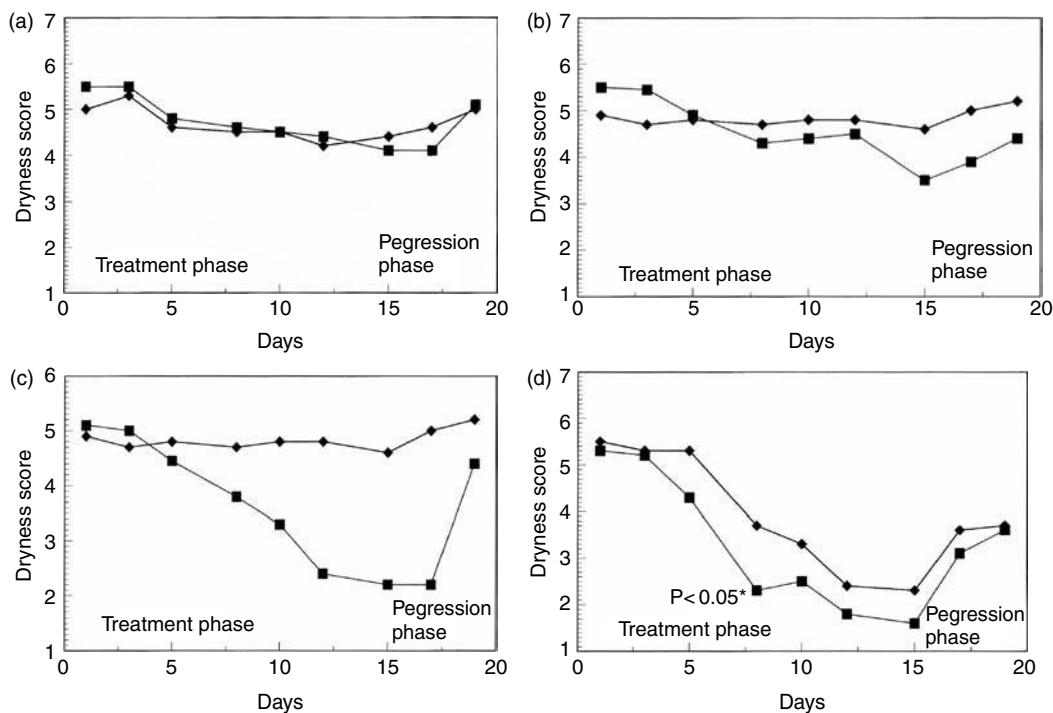 (a)
7
6
5
4
3
2
1
Dryness score
Treatment phase
Pegression
phase
0 5 10 15 20
Days
(b)
7
6
5
4
3
2
1
Dryness score
Treatment phase
Pegression
phase
0 5 10 15 20
Days
(c)
6
5
4
3
2
1
Dryness score
Treatment phase
Pegression
phase
0 5 10 15 20
Days
(d)
7
6
5
4
3
2
1
Dryness score
P< 0.05*
Treatment phase
Pegression
phase
0 5 10 15 20
Days